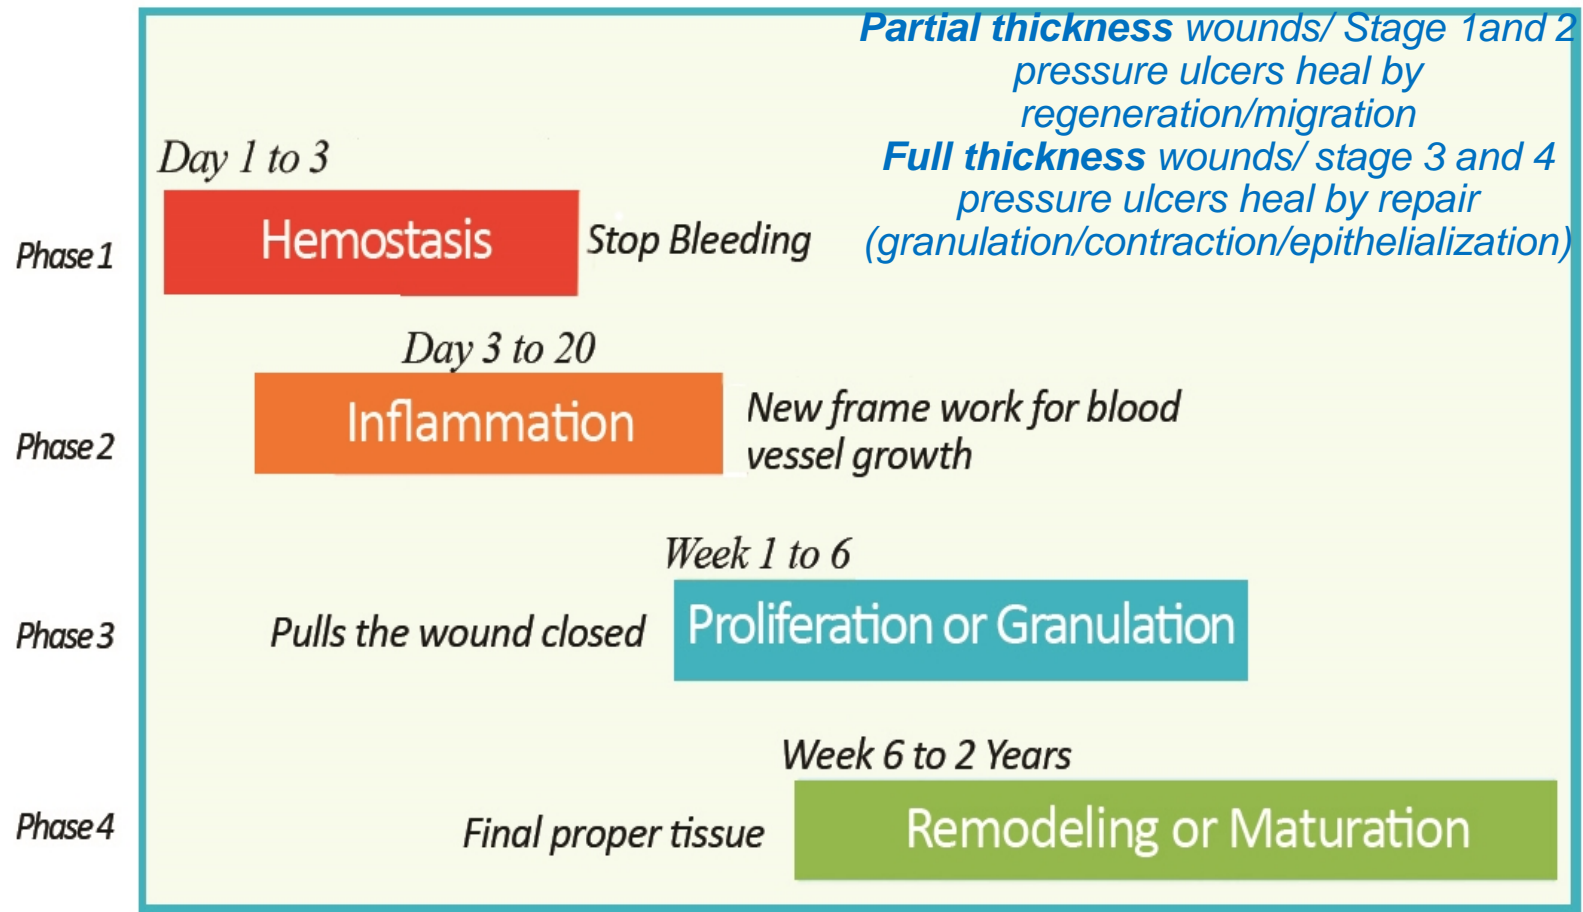 Partial thickness wounds/ Stage 1and 2
pressure ulcers heal by
regeneration/migration
Full thickness wounds/ stage 3 and 4
pressure ulcers heal by repair
(granulation/contraction/epithelialization)
Day 1 to 3
Phase 1
Hemostasis
Stop Bleeding
Day 3 to 20
Phase 2
Inflammation
New frame work for blood
vessel growth
Week 1 to 6
Phase 3
Pulls the wound closed
Proliferation or Granulation
Week 6 to 2 Years
Phase 4
Final proper tissue
Remodeling or Maturation